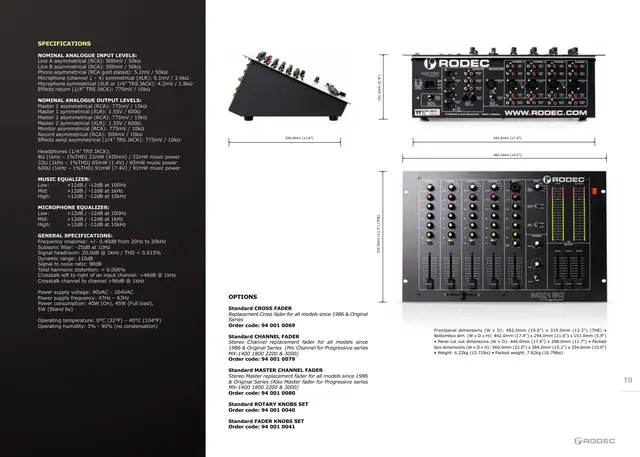 SPECIFICATIONS
NOMINAL ANALOGUE INPUT LEVELS:
Line A asymmetrical (RCA): 500mV / 50kΩ
Line B asymmetrical (RCA): 500mV / 50kΩ
Phono asymmetrical (RCA gold plated): 5.2mV / 50kΩ
Microphone (channel 1 – 4) symmetrical (XLR): 9.1mV / 3.6kΩ
Microphone symmetrical (XLR or 1/4" TRS JACK): 4.2mV / 1.8kΩ
Effects return (1/4" TRS JACK): 775mV / 10kΩ
NOMINAL ANALOGUE OUTPUT LEVELS:
Master 1 asymmetrical (RCA): 775mV / 10kΩ
Master 1 symmetrical (XLR): 1.55V / 600Ω
Master 2 asymmetrical (RCA): 775mV / 10kΩ
Master 2 symmetrical (XLR): 1.55V / 600Ω
Monitor asymmetrical (RCA): 775mV / 10kΩ
Record asymmetrical (RCA): 500mV / 10kΩ
Effects send asymmetrical (1/4" TRS JACK): 775mV / 10kΩ
Headphones (1/4" TRS JACK):
8Ω (1kHz – 1%THD) 22mW (420mV) / 22mW music power
32Ω (1kHz – 1%THD) 65mW (1.4V) / 65mW music power
600Ω (1kHz – 1%THD) 91mW (7.4V) / 91mW music power
MUSIC EQUALIZER:
Low: +12dB / -12dB at 100Hz
Mid: +12dB / -12dB at 1kHz
High: +12dB / -12dB at 10kHz
MICROPHONE EQUALIZER:
Low: +12dB / -12dB at 100Hz
Mid: +12dB / -12dB at 1kHz
High: +12dB / -12dB at 10kHz
GENERAL SPECIFICATIONS:
Frequency response: +/- 0.40dB from 20Hz to 20kHz
Subsonic filter: -25dB at 10Hz
Signal headroom: 20.0dB @ 1kHz / THD < 0.015%
Dynamic range: 110dB
Signal to noise ratio: 90dB
Total harmonic distortion: < 0.006%
Crosstalk left to right of an input channel: >48dB @ 1kHz
Crosstalk channel to channel >96dB @ 1kHz
Power supply voltage: 90VAC – 264VAC
Power supply frequency: 47Hz – 63Hz
Power consumption: 40W (On), 45W (Full load),
5W (Stand by)
Operating temperature: 0°C (32°F) – 40°C (104°F)
Operating humidity: 5% - 90% (no condensation)
294.0mm (11.6")
RODEC
WWW.RODEC.COM
442.0mm (17.4")
482.0mm (19.0")
310.0mm (12.2") (7HE)
RODEC
OPTIONS
Standard CROSS FADER
Replacement Cross fader for all models since 1986 & Original
Series
Order code: 94 001 0069
Standard CHANNEL FADER
Stereo Channel replacement fader for all models since
1986 & Original Series (Mic Channel for Progressive series
MX-1400 1800 2200 & 3000)
Order code: 94 001 0079
Standard MASTER CHANNEL FADER
Stereo Master replacement fader for all models since 1986
& Original Series (Also Master fader for Progressive series
MX-1400 1800 2200 & 3000)
Order code: 94 001 0080
Standard ROTARY KNOBS SET
Order code: 94 001 0040
Standard FADER KNOBS SET
Order code: 94 001 0041
Frontpanel dimensions (W x D): 482.0mm (19.0") x 310.0mm (12.2") (7HE) •
Bottombox dim. (W x D x H): 442.0mm (17.4") x 294.0mm (11.6") x 151.0mm (5.9")
• Panel cut out dimensions (W x D): 446.0mm (17.6") x 298.0mm (11.7") • Packed
box dimensions (W x D x H): 560.0mm (22.0") x 384.0mm (15.1") x 254.0mm (10.0")
• Weight: 6.22kg (13.71lbs) • Packed weight: 7.62kg (16.79lbs)
19
RODEC